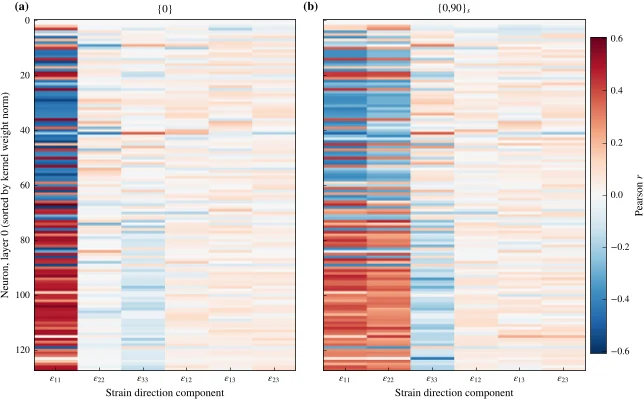 (a) {0} (b) {0,90}s
0
20
40
60
80
100
120
Neuron, layer 0 (sorted by kernel weight norm)
ε11 ε22 ε33 ε12 ε13 ε23
Strain direction component
ε11 ε22 ε33 ε12 ε13 ε23
Strain direction component
0.6
0.4
0.2
0.0
−0.2
−0.4
−0.6
Pearson r